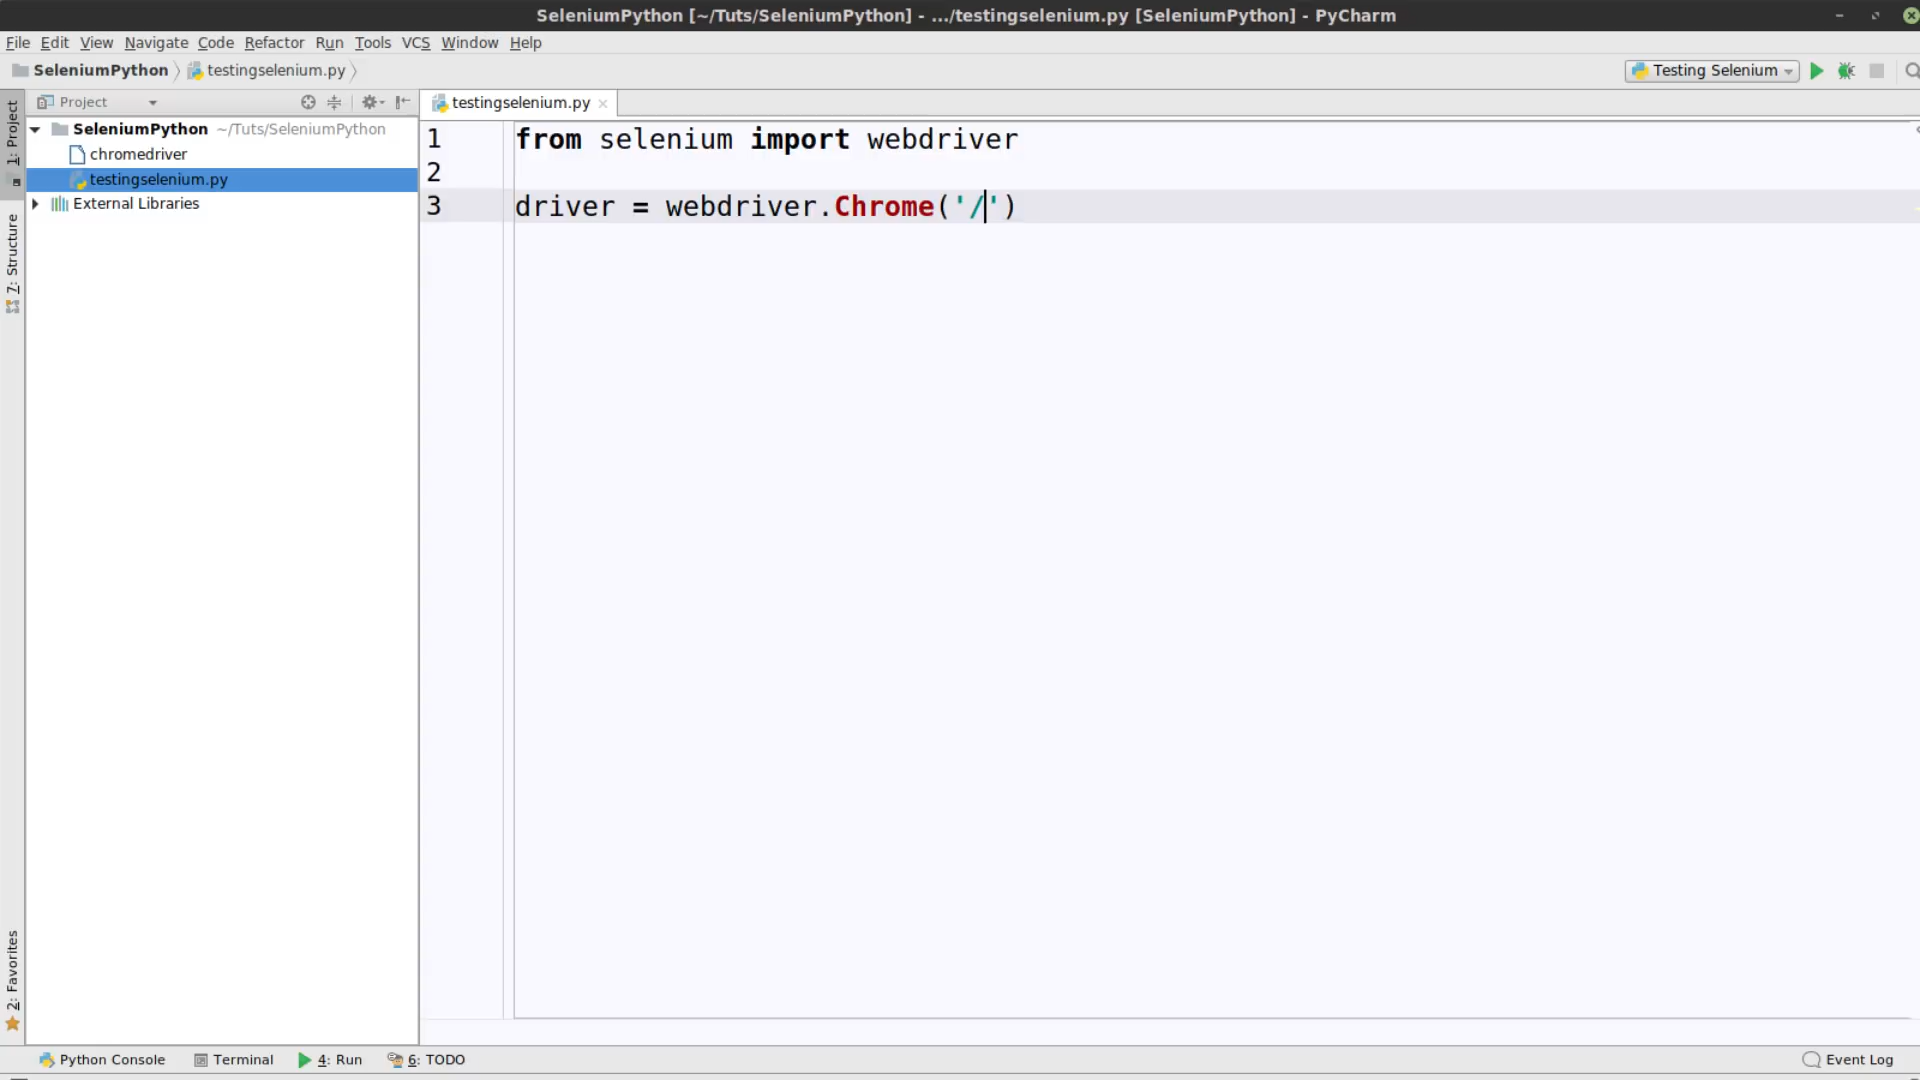 SeleniumPython [~/Tuts/SeleniumPython] - .../testingselenium.py [SeleniumPython] - PyCharm
File Edit View Navigate Code Refactor Run Tools VCS Window Help
SeleniumPython testingselenium.py
Testing Selenium
Project
testingselenium.py
1: Project
7: Structure
2: Favorites
SeleniumPython ~/Tuts/SeleniumPython
chromedriver
testingselenium.py
External Libraries
1 from selenium import webdriver
2
3 driver = webdriver.Chrome('/')
Python Console Terminal 4: Run 6: TODO Event Log